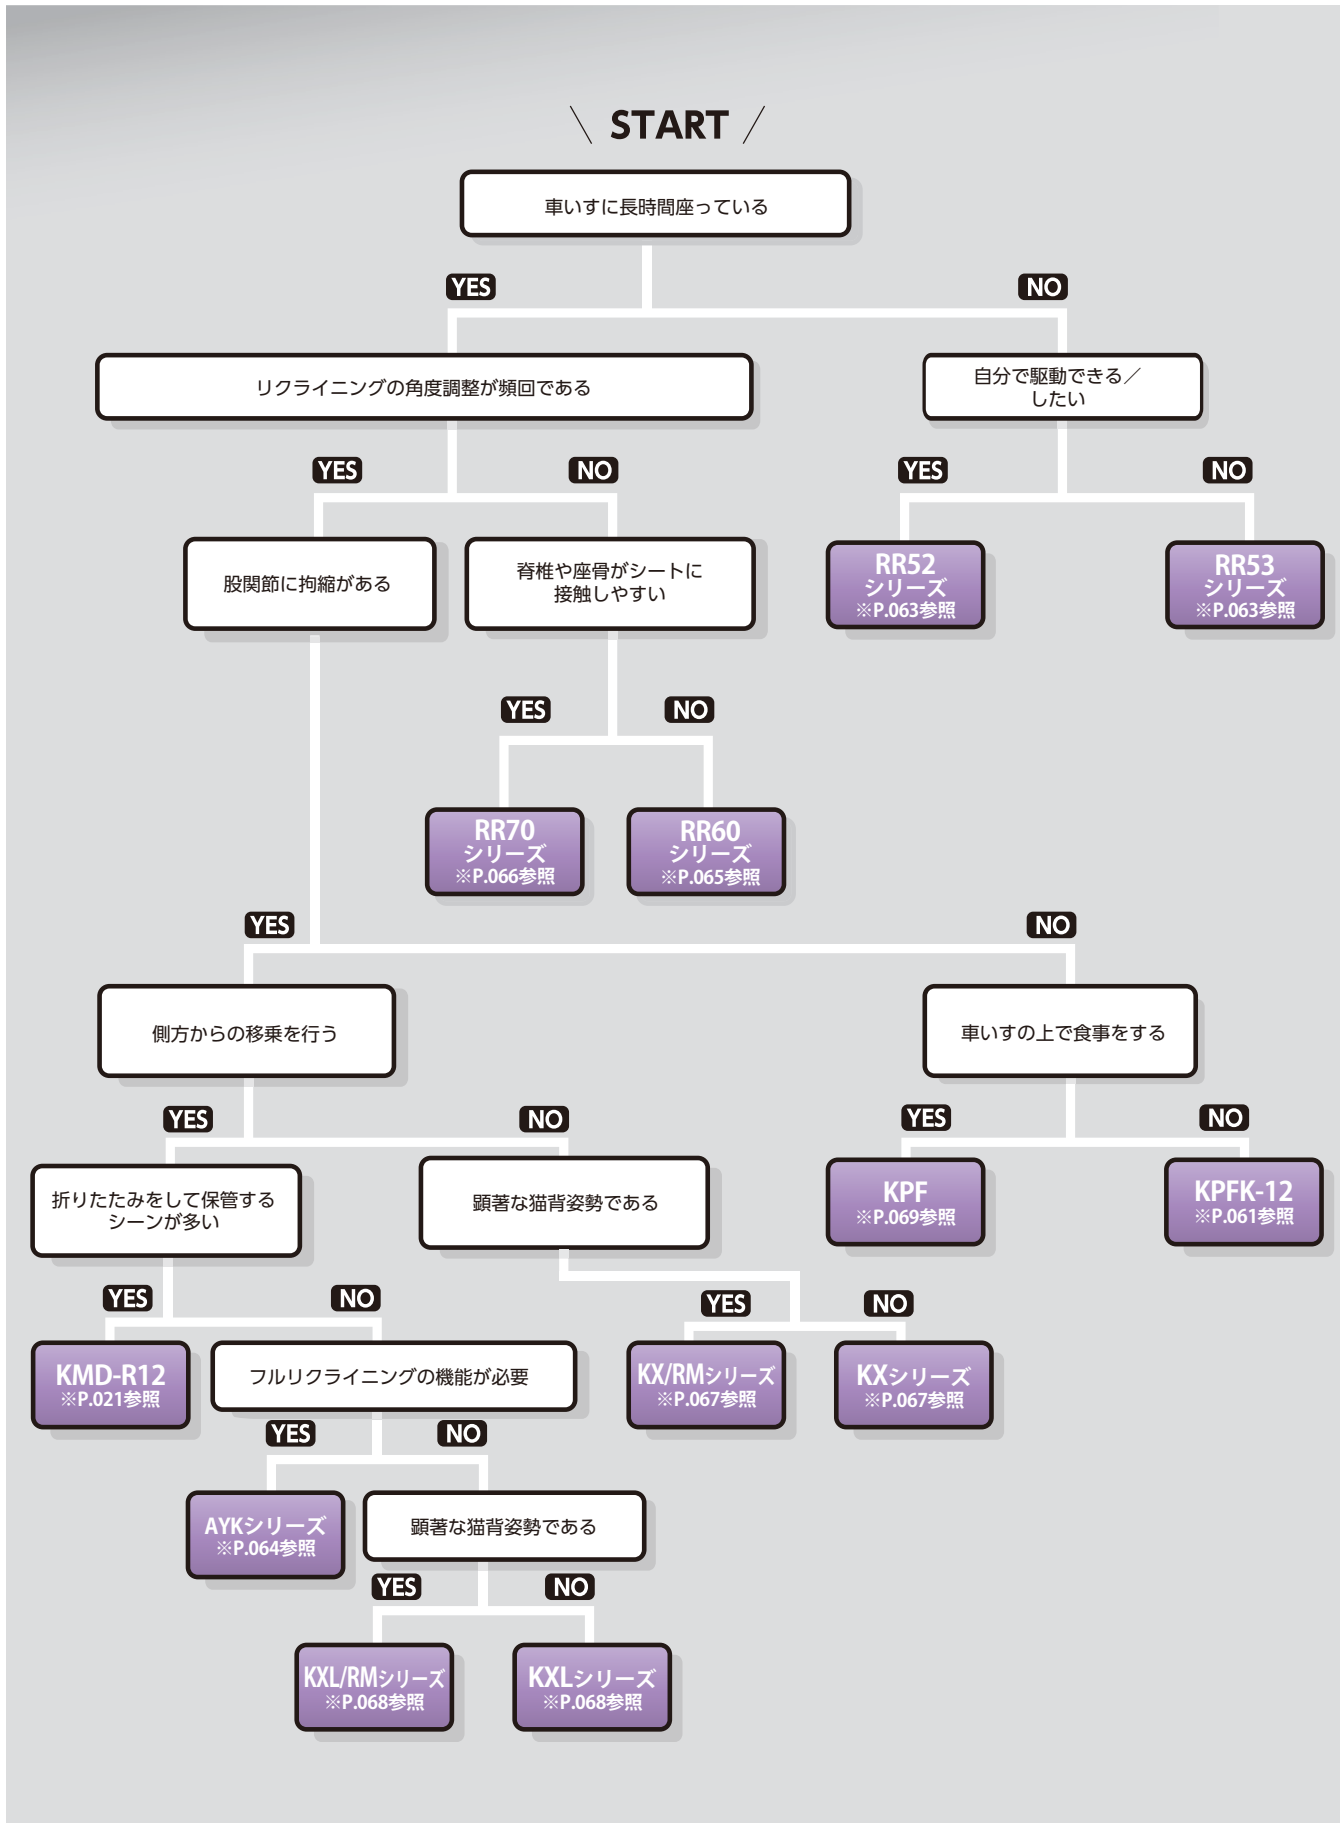 START
車いすに長時間座っている
YES
NO
リクライニングの角度調整が頻回である
自分で駆動できる／
したい
YES
NO
YES
NO
股関節に拘縮がある
脊椎や座骨がシートに
接触しやすい
RR52
シリーズ
※P.063参照
RR53
シリーズ
※P.063参照
YES
NO
RR70
シリーズ
※P.066参照
RR60
シリーズ
※P.065参照
YES
NO
側方からの移乗を行う
車いすの上で食事をする
YES
NO
YES
NO
折りたたみをして保管する
シーンが多い
顕著な猫背姿勢である
KPF
※P.069参照
KPFK-12
※P.061参照
YES
NO
YES
NO
KMD-R12
※P.021参照
フルリクライニングの機能が必要
KX/RMシリーズ
※P.067参照
KXシリーズ
※P.067参照
YES
NO
AYKシリーズ
※P.064参照
顕著な猫背姿勢である
YES
NO
KXL/RMシリーズ
※P.068参照
KXLシリーズ
※P.068参照